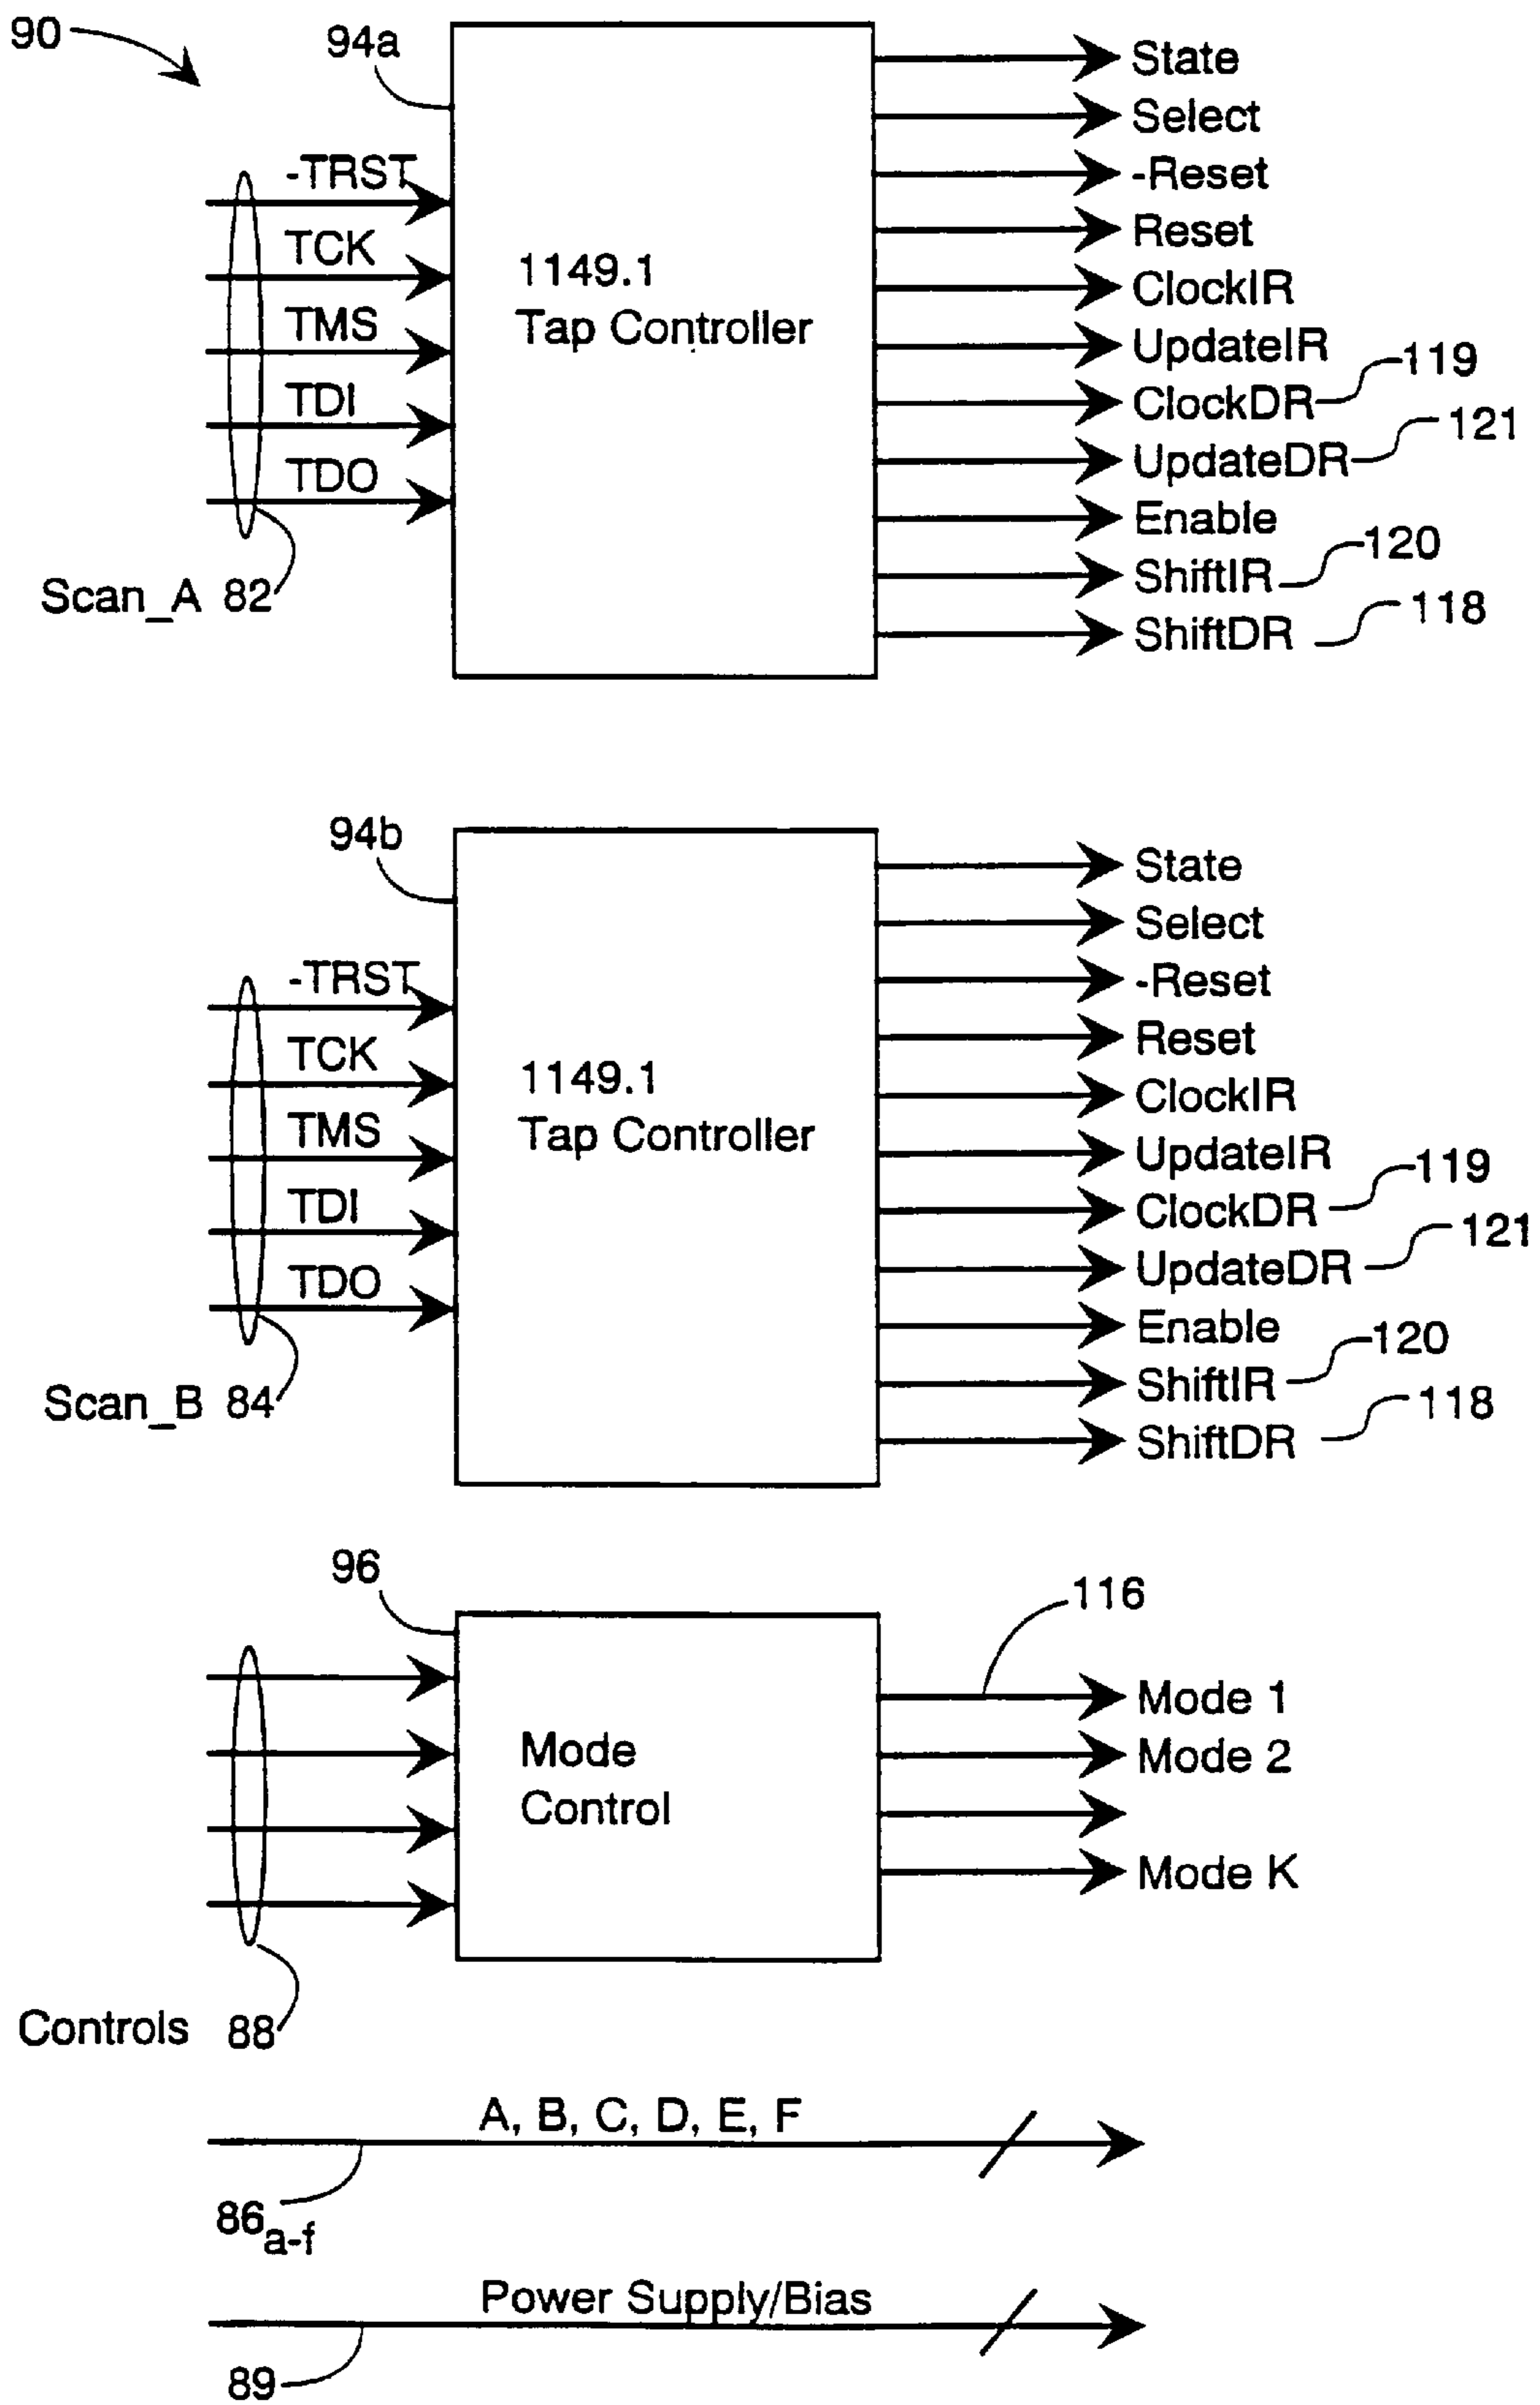 90
94a
-TRST
TCK
TMS
TDI
TDO
Scan_A 82
1149.1
Tap Controller
State
Select
-Reset
Reset
ClockIR
UpdateIR
ClockDR 119
UpdateDR 121
Enable
ShiftIR 120
ShiftDR 118
94b
-TRST
TCK
TMS
TDI
TDO
Scan_B 84
1149.1
Tap Controller
State
Select
-Reset
Reset
ClockIR
UpdateIR
ClockDR 119
UpdateDR 121
Enable
ShiftIR 120
ShiftDR 118
96
Controls 88
Mode
Control
116
Mode 1
Mode 2
Mode K
A, B, C, D, E, F
86a-f
Power Supply/Bias
89